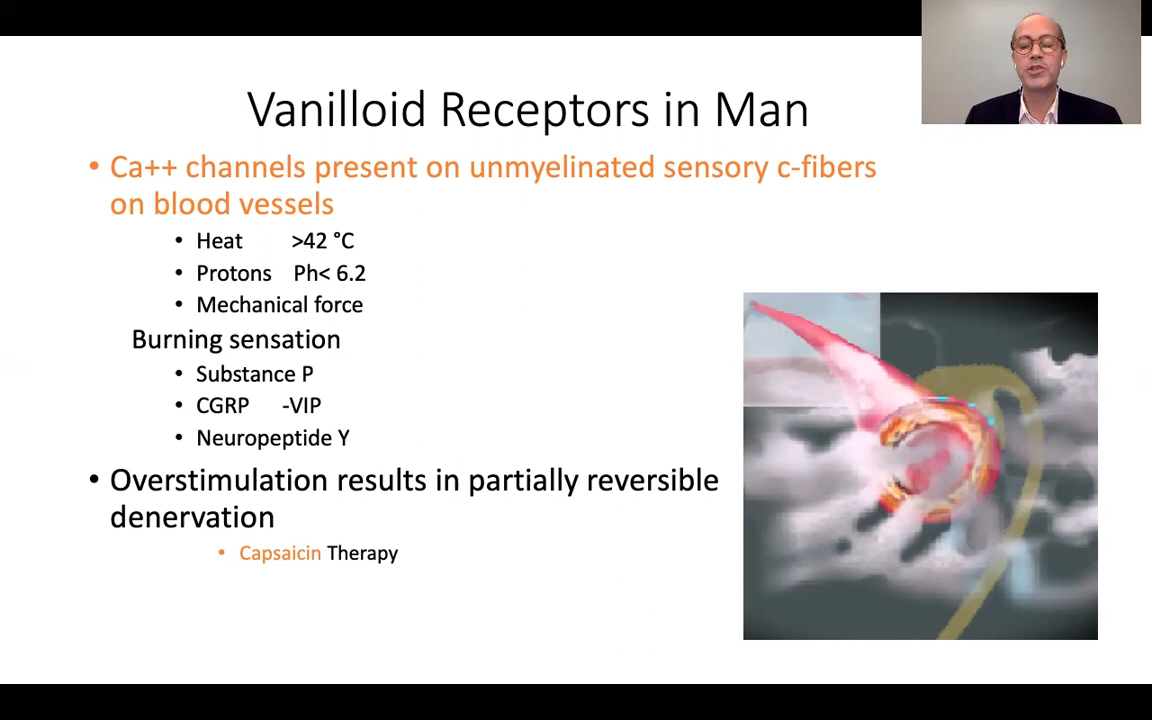 Vanilloid Receptors in Man
• Ca++ channels present on unmyelinated sensory c-fibers
on blood vessels
• Heat >42 °C
• Protons Ph< 6.2
• Mechanical force
Burning sensation
• Substance P
• CGRP -VIP
• Neuropeptide Y
• Overstimulation results in partially reversible
denervation
• Capsaicin Therapy